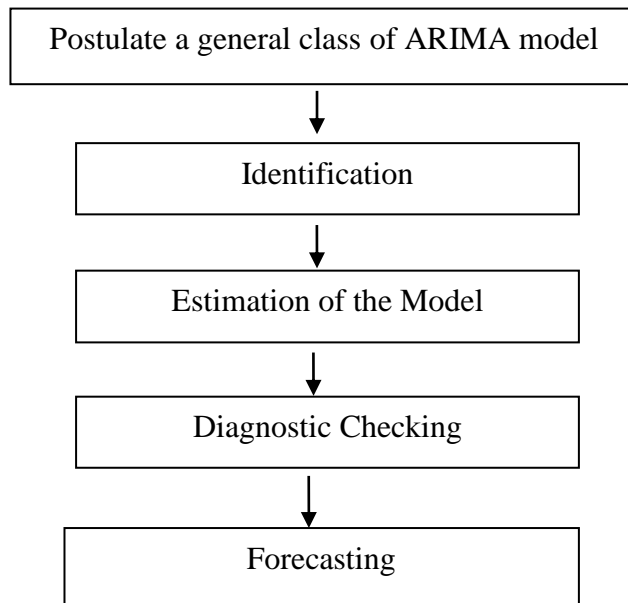 Postulate a general class of ARIMA model
Identification
Estimation of the Model
Diagnostic Checking
Forecasting